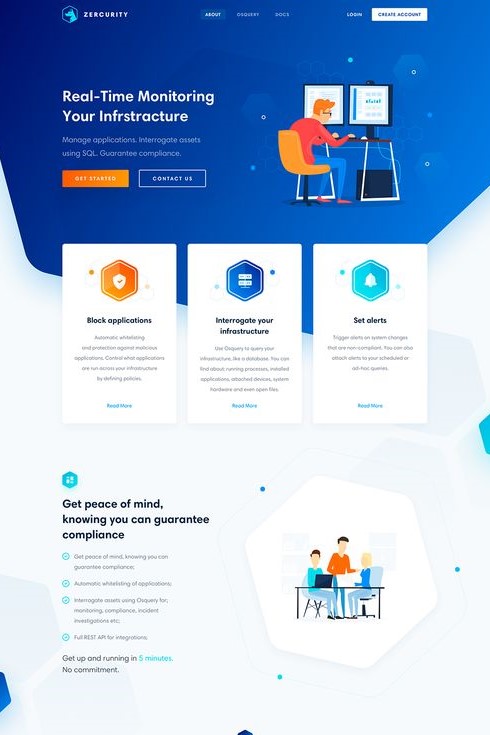 ZERCURITY
ABOUT
OSQUERY
DOCS
LOGIN
CREATE ACCOUNT
Real-Time Monitoring
Your Infrstracture
Manage applications. Interrogate assets
using SQL. Guarantee compliance.
GET STARTED
CONTACT US
Block applications
Automatic whitelisting
and protection against malicious
applications. Control what applications
are run across your infrastructure
by defining policies.
Read More
Interrogate your
infrastructure
Use Osquery to query your
infrastructure, like a database. You can
find about: running processes, installed
applications, attached devices, system
hardware and even open files.
Read More
Set alerts
Trigger alerts on system changes
that are non-compliant. You can also
attach alerts to your scheduled or
ad-hoc queries.
Read More
Get peace of mind,
knowing you can guarantee
compliance
Get peace of mind, knowing you can
guarantee compliance;
Automatic whitelisting of applications;
Interrogate assets using Osquery for;
monitoring, compliance, incident
investigations etc;
Full REST API for integrations;
Get up and running in 5 minutes.
No commitment.